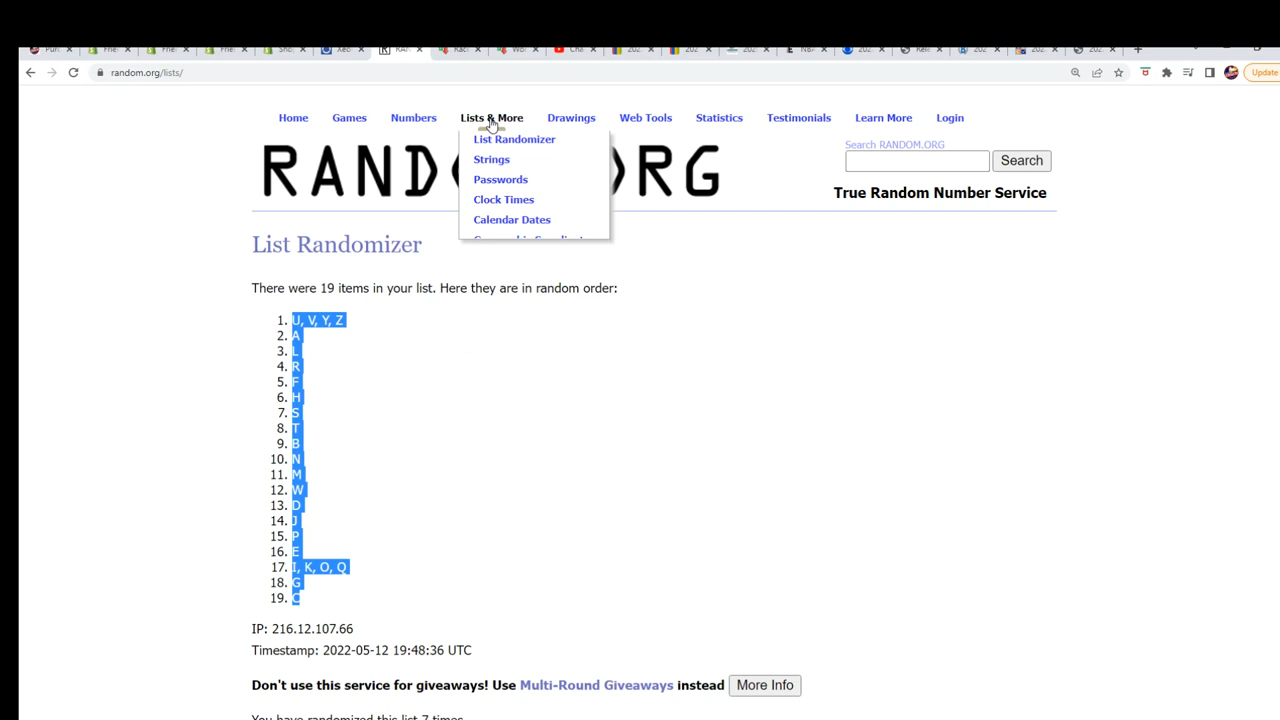 random.org/lists/
Update
Home Games Numbers Lists & More Drawings Web Tools Statistics Testimonials Learn More Login
List Randomizer
Strings
Passwords
Clock Times
Calendar Dates
Search RANDOM.ORG
Search
True Random Number Service
List Randomizer
There were 19 items in your list. Here they are in random order:
1. U, V, Y, Z
2. A
3. L
4. R
5. F
6. H
7. S
8. T
9. B
10. N
11. M
12. W
13. D
14. J
15. P
16. E
17. I, K, O, Q
18. G
19. C
IP: 216.12.107.66
Timestamp: 2022-05-12 19:48:36 UTC
Don't use this service for giveaways! Use Multi-Round Giveaways instead More Info
You have randomized this list 7 times